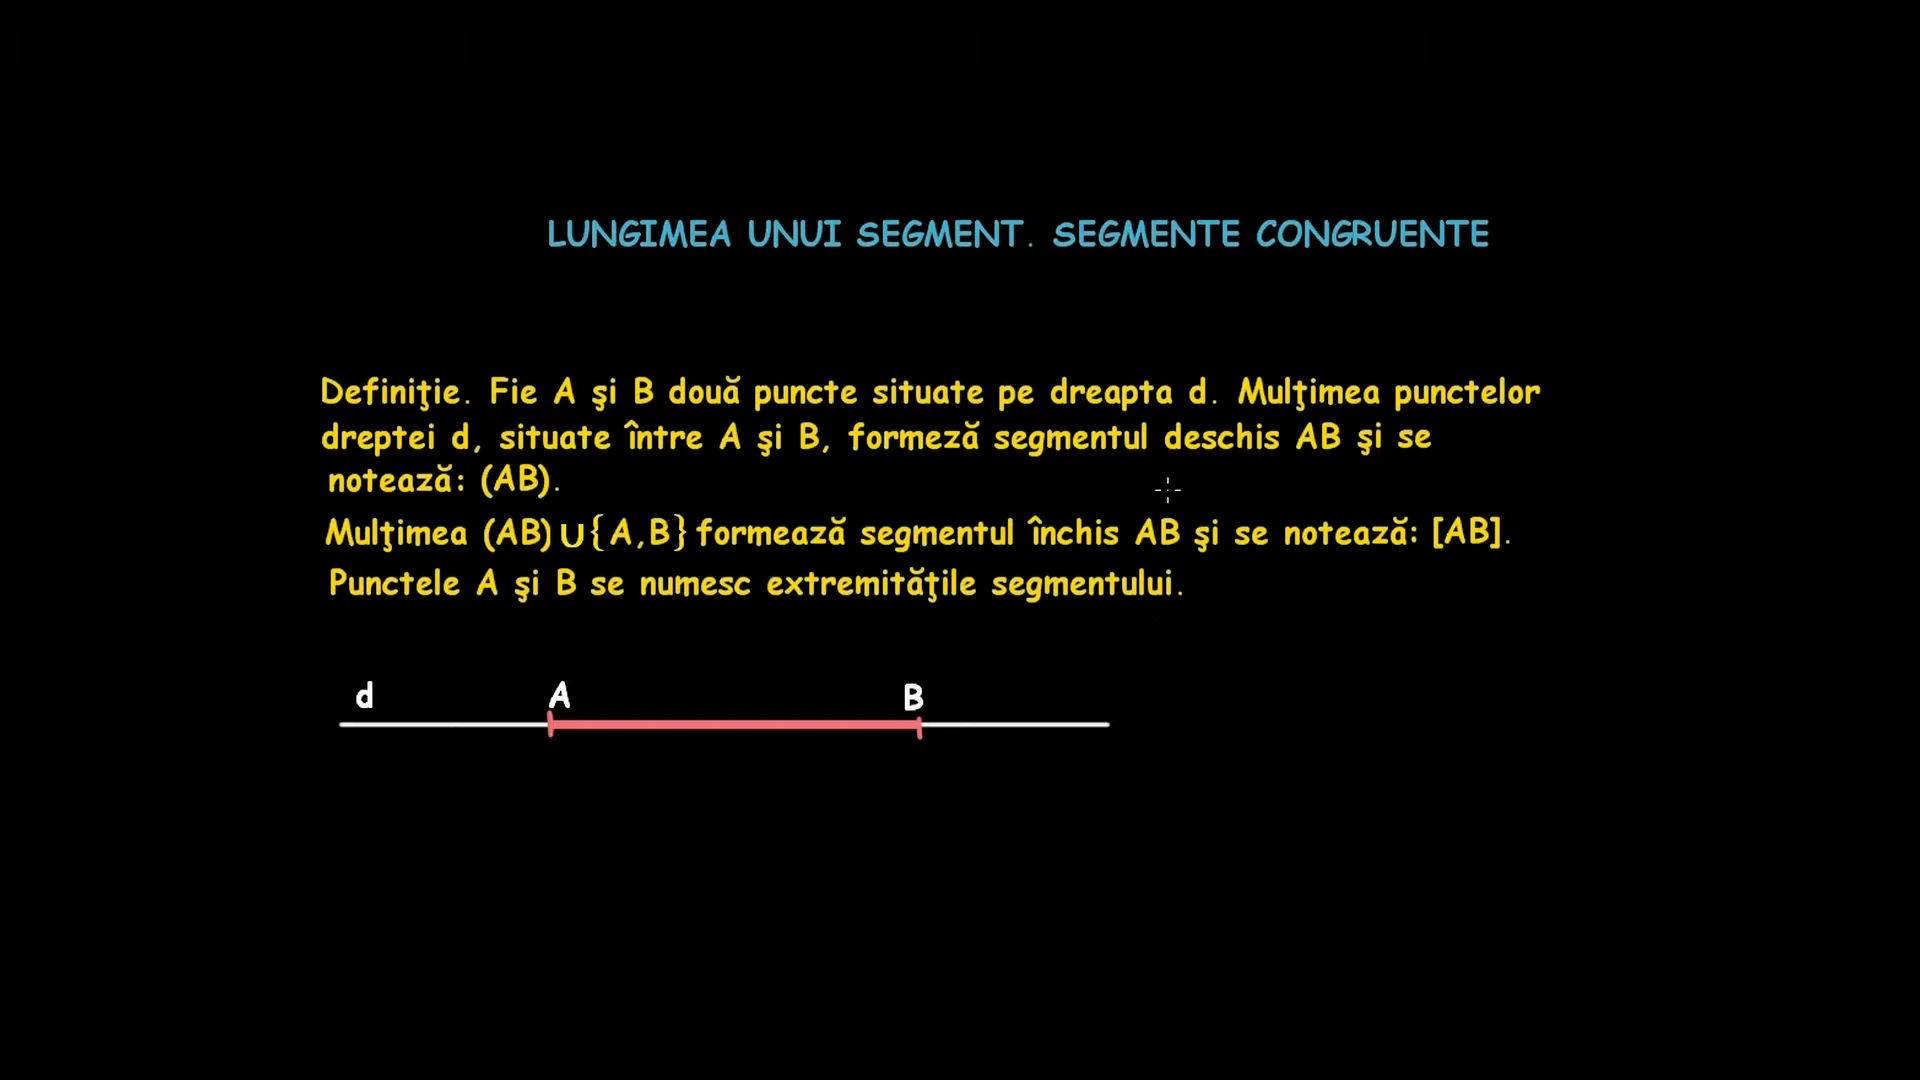 LUNGIMEA UNUI SEGMENT. SEGMENTE CONGRUENTE
Definiţie. Fie A şi B două puncte situate pe dreapta d. Mulţimea punctelor
dreptei d, situate între A şi B, formeză segmentul deschis AB şi se
notează: (AB).
Mulţimea (AB)∪{A,B} formează segmentul închis AB şi se notează: [AB].
Punctele A şi B se numesc extremităţile segmentului.
d A B